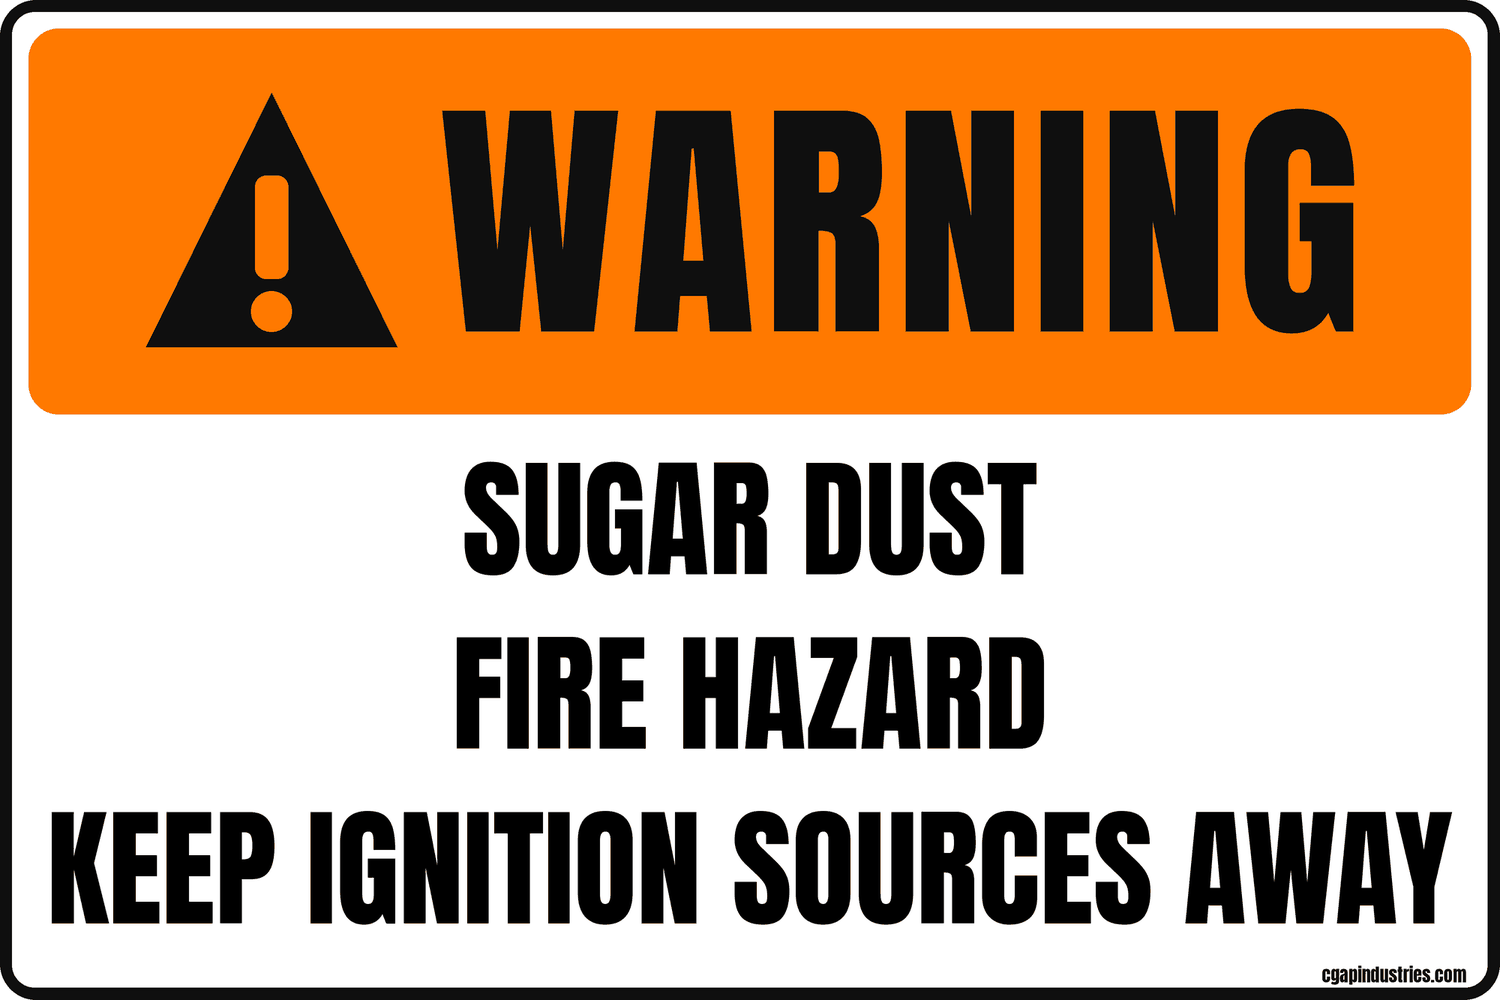 WARNING
SUGAR DUST
FIRE HAZARD
KEEP IGNITION SOURCES AWAY
cgapindustries.com